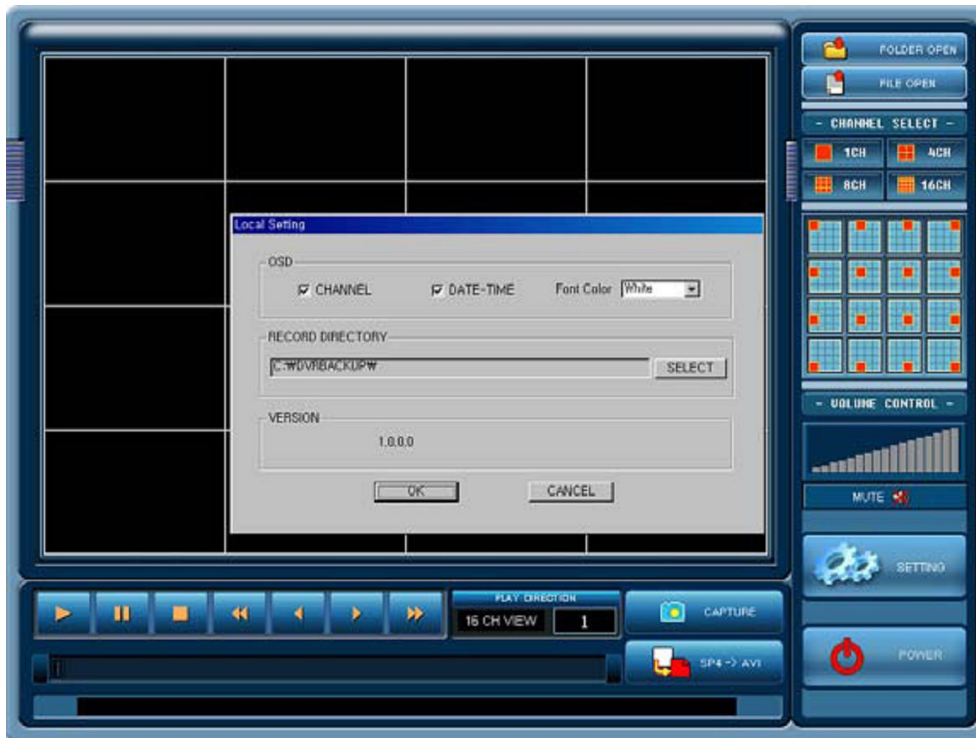 FOLDER OPEN
FILE OPEN
- CHANNEL SELECT -
1CH
4CH
8CH
16CH
Local Setting
OSD
CHANNEL
DATE-TIME
Font Color
White
RECORD DIRECTORY
C:₩DVRBACKUP₩
SELECT
VERSION
1.0.0.0
OK
CANCEL
- VOLUME CONTROL -
MUTE
SETTING
PLAY DIRECTION
16 CH VIEW
1
CAPTURE
SP4 -> AVI
POWER